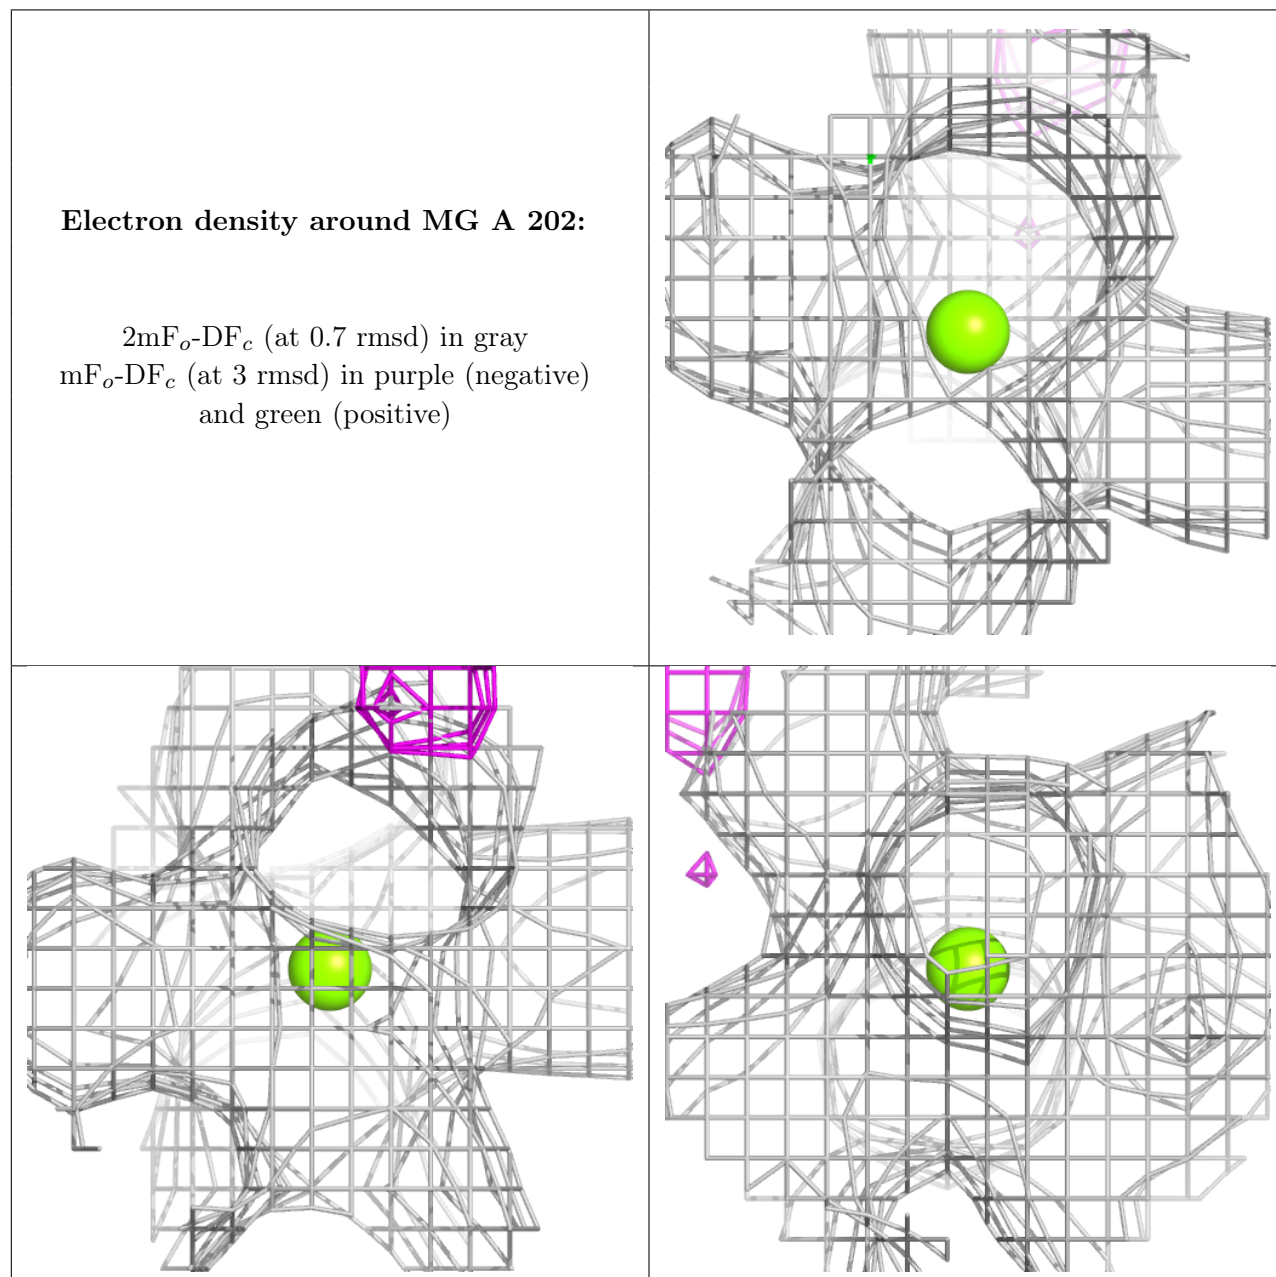 Electron density around MG A 202:
2mFo-DFc (at 0.7 rmsd) in gray
mFo-DFc (at 3 rmsd) in purple (negative)
and green (positive)